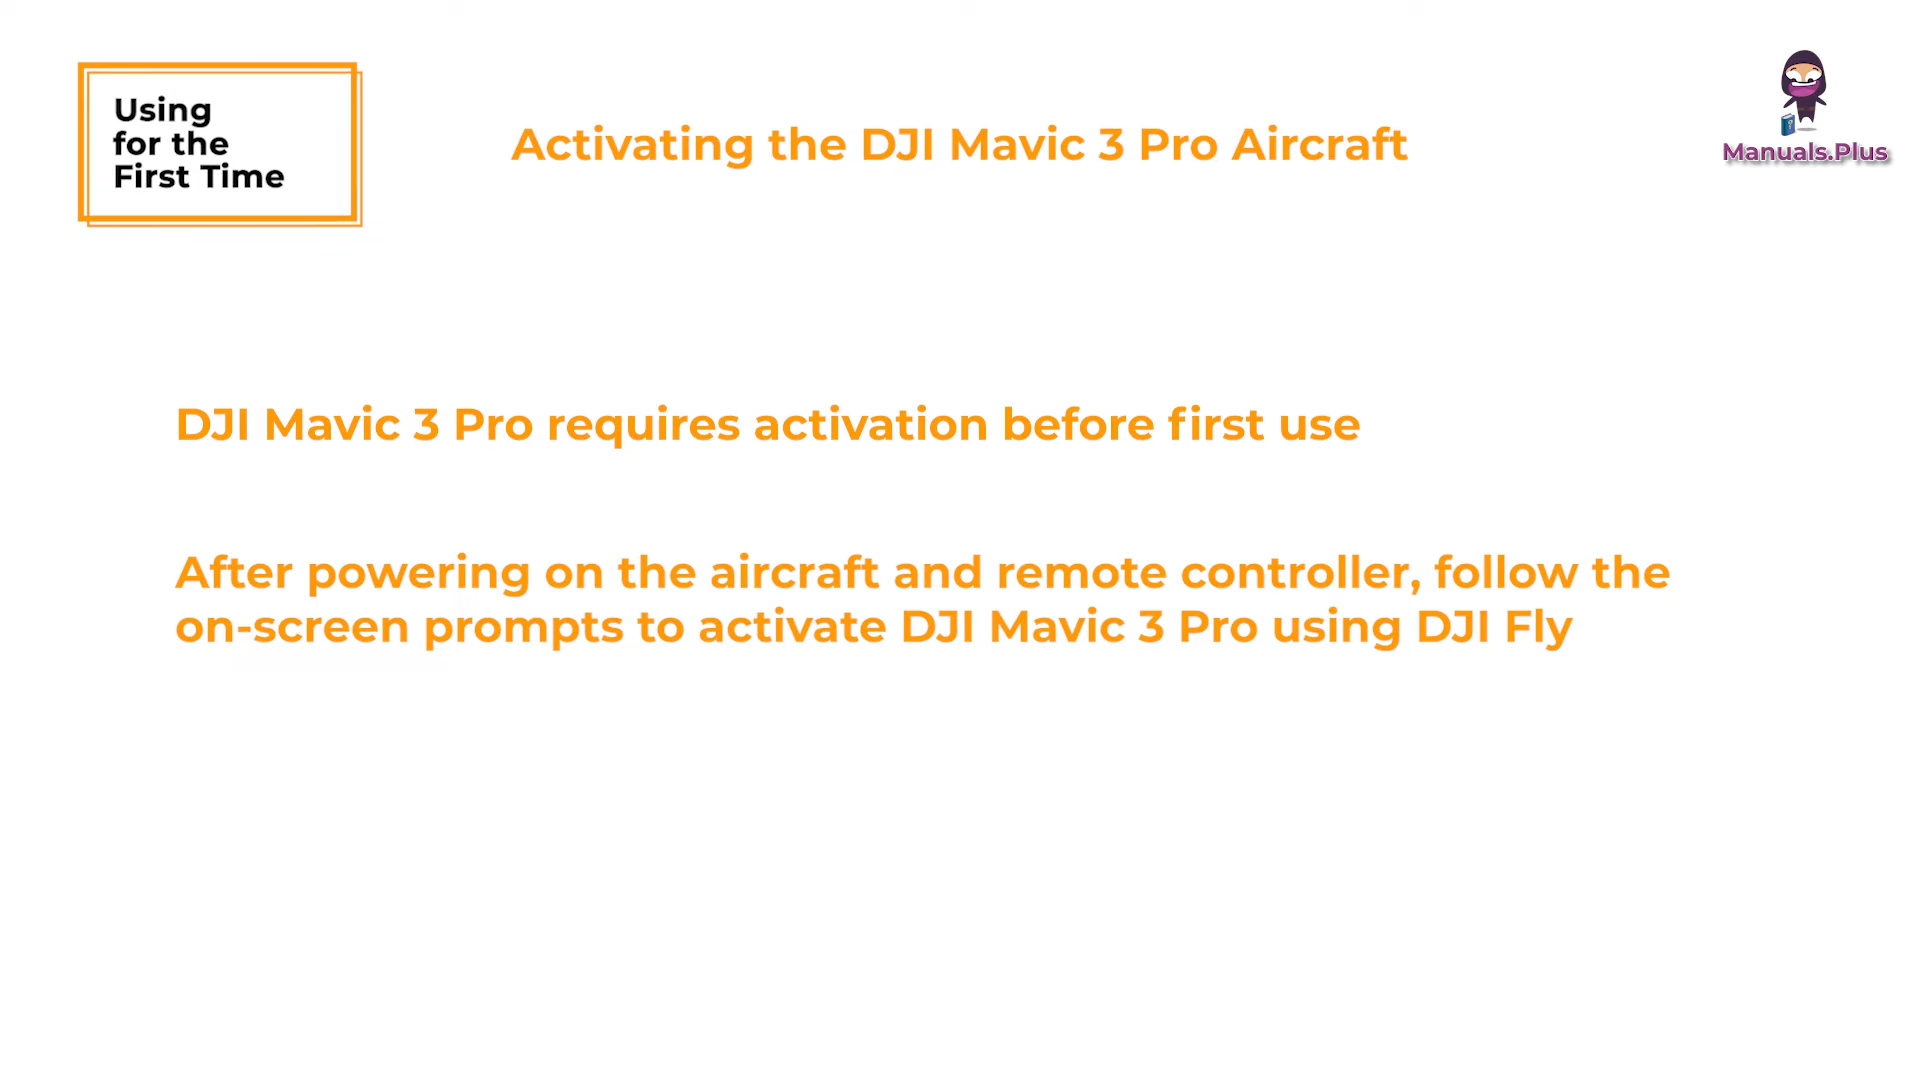 Using
for the
First Time
Activating the DJI Mavic 3 Pro Aircraft
Manuals.Plus
DJI Mavic 3 Pro requires activation before first use
After powering on the aircraft and remote controller, follow the
on-screen prompts to activate DJI Mavic 3 Pro using DJI Fly